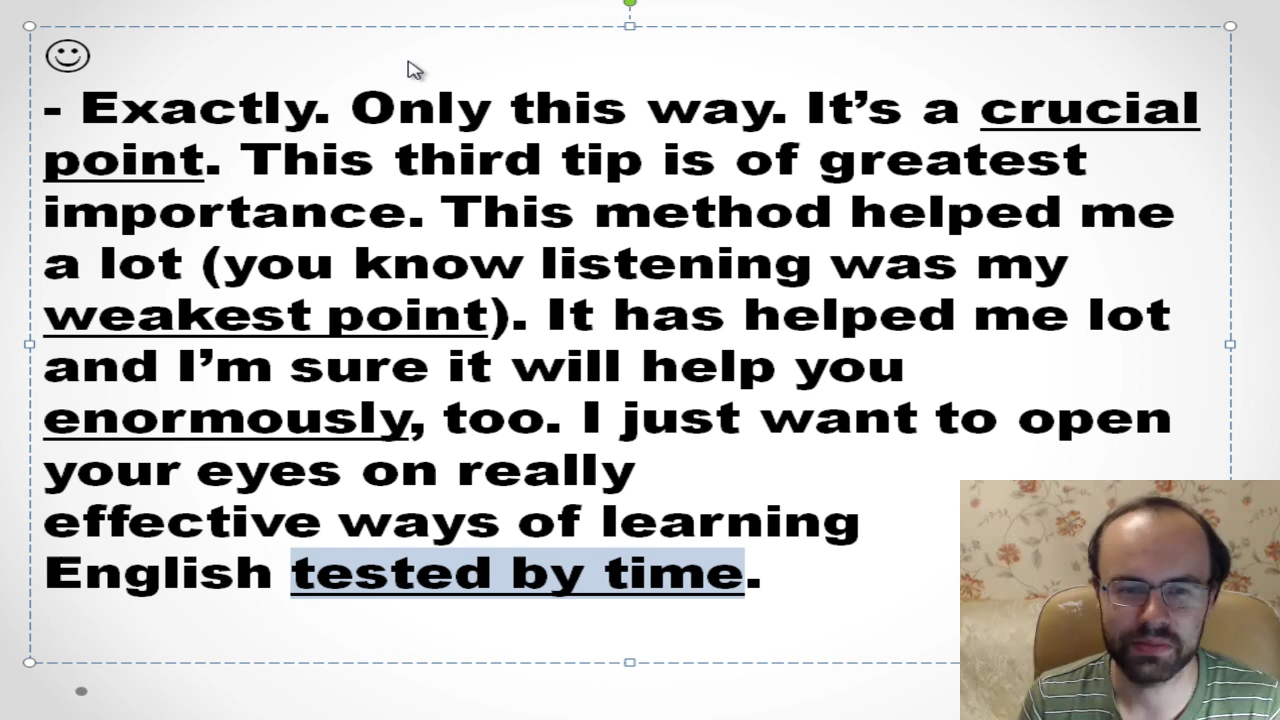 - Exactly. Only this way. It’s a crucial
point. This third tip is of greatest
importance. This method helped me
a lot (you know listening was my
weakest point). It has helped me lot
and I’m sure it will help you
enormously, too. I just want to open
your eyes on really
effective ways of learning
English tested by time.